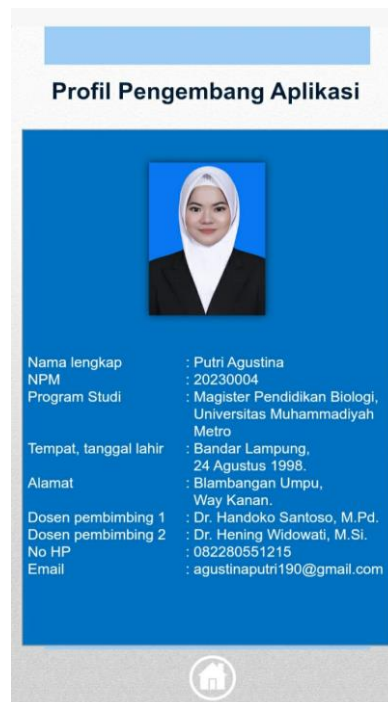 Profil Pengembang Aplikasi
Nama lengkap : Putri Agustina
NPM : 20230004
Program Studi : Magister Pendidikan Biologi,
Universitas Muhammadiyah
Metro
Tempat, tanggal lahir : Bandar Lampung,
24 Agustus 1998.
Alamat : Blambangan Umpu,
Way Kanan.
Dosen pembimbing 1 : Dr. Handoko Santoso, M.Pd.
Dosen pembimbing 2 : Dr. Hening Widowati, M.Si.
No HP : 082280551215
Email : agustinaputri190@gmail.com